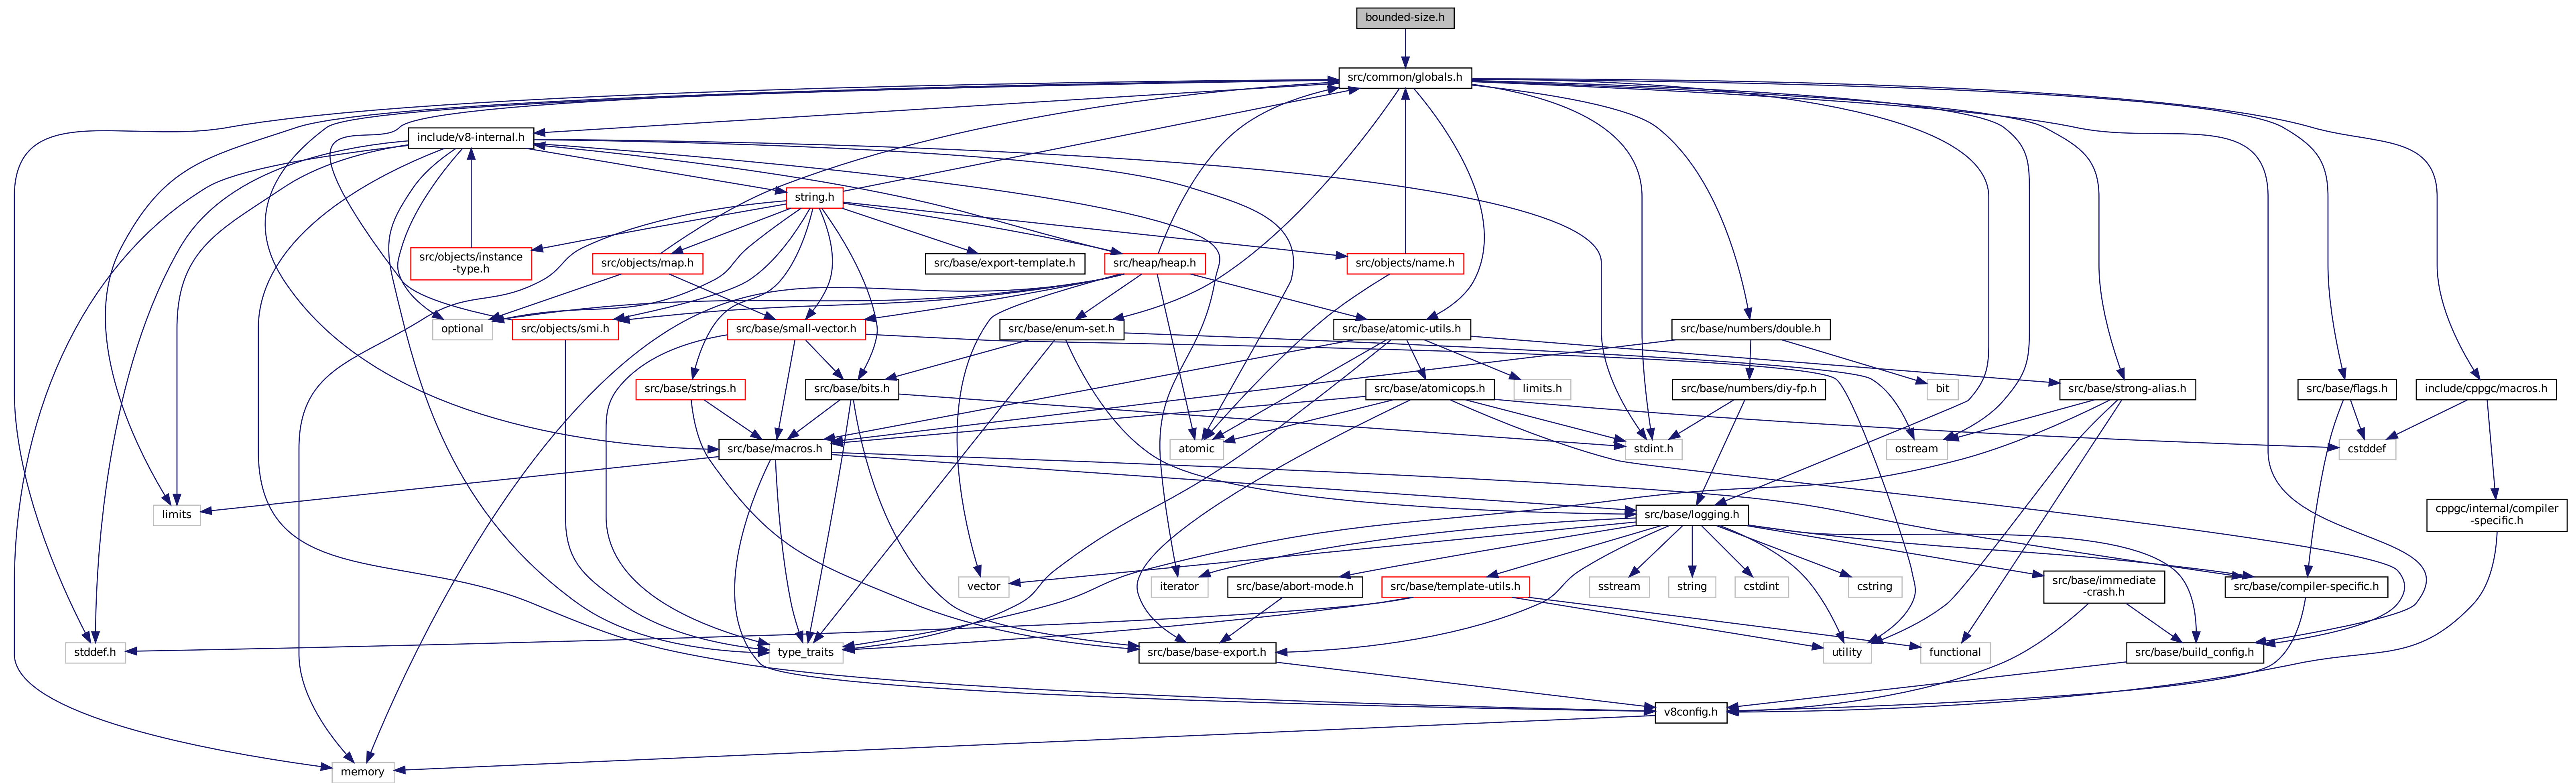 bounded-size.h
src/common/globals.h
include/v8-internal.h
string.h
src/objects/instance
-type.h
src/objects/map.h
src/base/export-template.h
src/heap/heap.h
src/objects/name.h
optional
src/objects/smi.h
src/base/small-vector.h
src/base/enum-set.h
src/base/atomic-utils.h
src/base/numbers/double.h
src/base/strings.h
src/base/bits.h
src/base/atomicops.h
limits.h
src/base/numbers/diy-fp.h
bit
src/base/strong-alias.h
src/base/flags.h
include/cppgc/macros.h
src/base/macros.h
atomic
stdint.h
ostream
cstddef
limits
src/base/logging.h
cppgc/internal/compiler
-specific.h
vector
iterator
src/base/abort-mode.h
src/base/template-utils.h
sstream
string
cstdint
cstring
src/base/immediate
-crash.h
src/base/compiler-specific.h
stddef.h
type_traits
src/base/base-export.h
utility
functional
src/base/build_config.h
v8config.h
memory